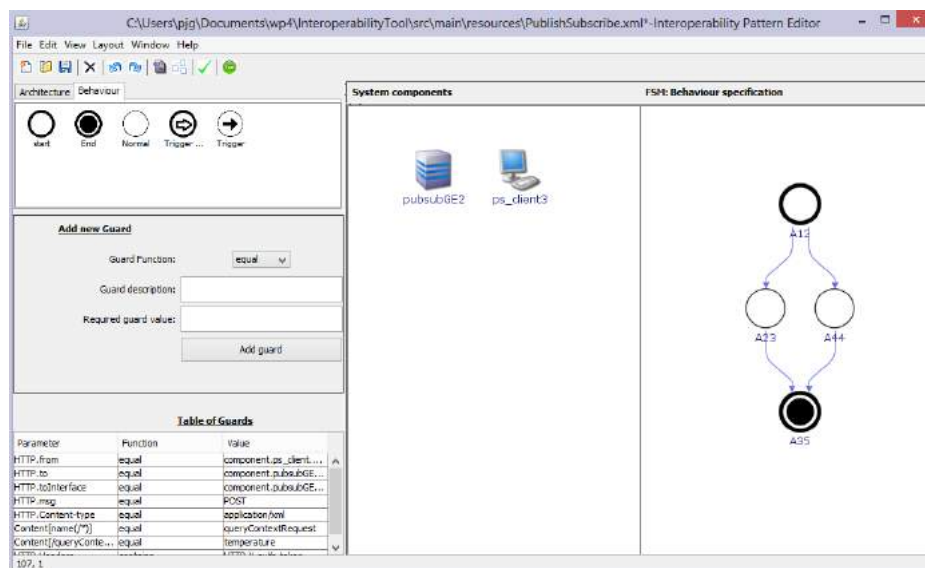 C:\Users\pjg\Documents\wp4\InteroperabilityTool\src\main\resources\PublishSubscribe.xml*-Interoperability Pattern Editor
File Edit View Layout Window Help
Architecture Behaviour
start End Normal Trigger ... Trigger
Add new Guard
Guard Function: equal
Guard description:
Required guard value:
Add guard
Table of Guards
Parameter Function Value
HTTP.from equal component.ps_client....
HTTP.to equal component.pubsubGE...
HTTP.toInterface equal component.pubsubGE...
HTTP.msg equal POST
HTTP.Content-type equal application/xml
Content[name(/*)] equal queryContextRequest
Content[/queryConte... equal temperature
107, 1
System components
pubsubGE2 ps_client3
FSM: Behaviour specification
A12
A23 A44
A35